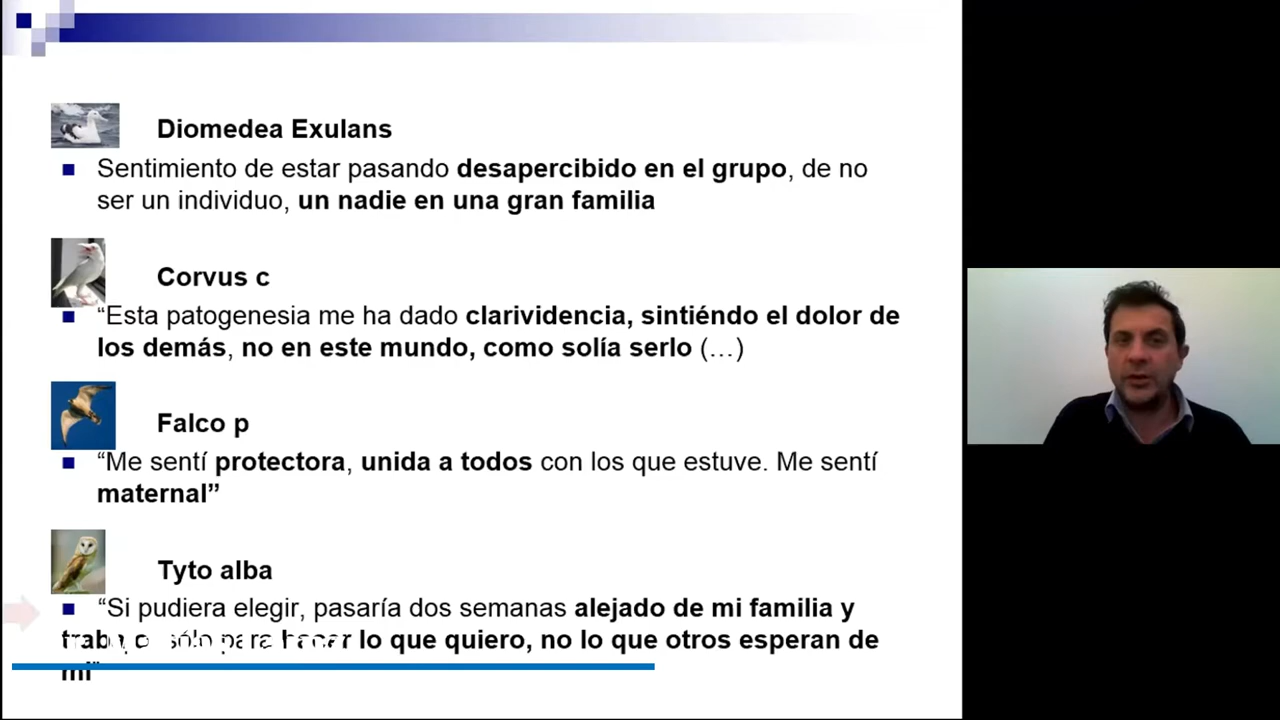 Diomedea Exulans
Sentimiento de estar pasando desapercibido en el grupo, de no
ser un individuo, un nadie en una gran familia
Corvus c
“Esta patogenesia me ha dado clarividencia, sintiéndo el dolor de
los demás, no en este mundo, como solía serlo (…)
Falco p
“Me sentí protectora, unida a todos con los que estuve. Me sentí
maternal”
Tyto alba
“Si pudiera elegir, pasaría dos semanas alejado de mi familia y
para hacer lo que quiero, no lo que otros esperan de
mí”